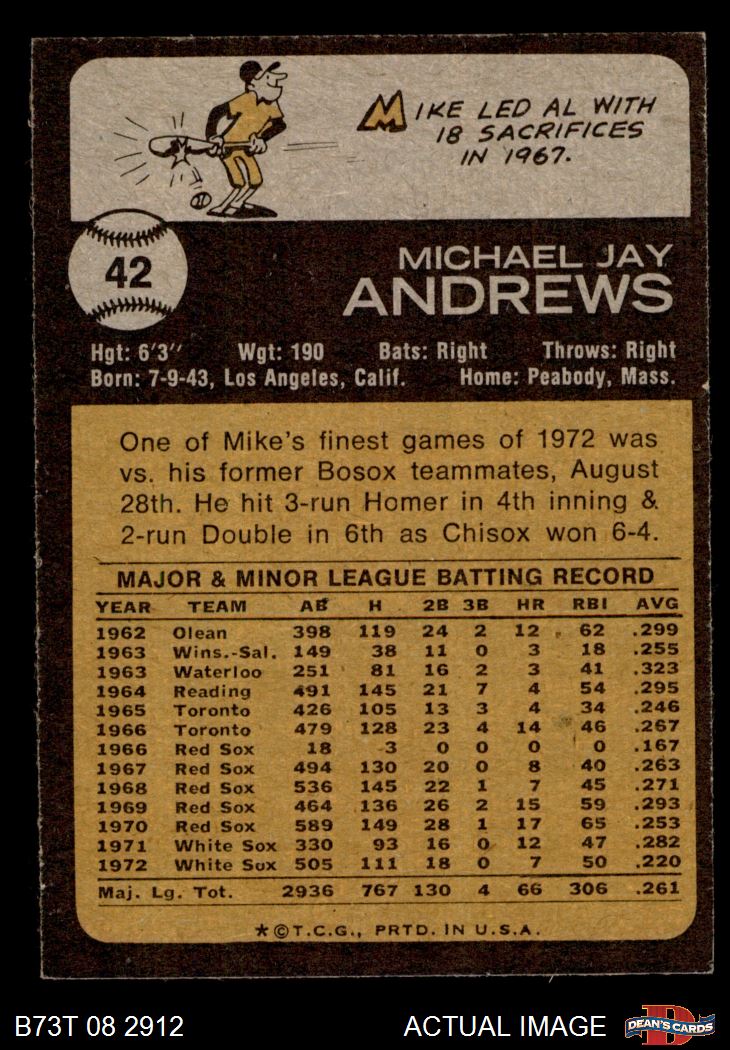 MIKE LED AL WITH
18 SACRIFICES
IN 1967.
42
MICHAEL JAY
ANDREWS
Hgt: 6'3" Wgt: 190 Bats: Right Throws: Right
Born: 7-9-43, Los Angeles, Calif. Home: Peabody, Mass.
One of Mike's finest games of 1972 was
vs. his former Bosox teammates, August
28th. He hit 3-run Homer in 4th inning &
2-run Double in 6th as Chisox won 6-4.
MAJOR & MINOR LEAGUE BATTING RECORD
YEAR TEAM AB H 2B 3B HR RBI AVG
1962 Olean 398 119 24 2 12 62 .299
1963 Wins.-Sal. 149 38 11 0 3 18 .255
1963 Waterloo 251 81 16 2 3 41 .323
1964 Reading 491 145 21 7 4 54 .295
1965 Toronto 426 105 13 3 4 34 .246
1966 Toronto 479 128 23 4 14 46 .267
1966 Red Sox 18 3 0 0 0 0 .167
1967 Red Sox 494 130 20 0 8 40 .263
1968 Red Sox 536 145 22 1 7 45 .271
1969 Red Sox 464 136 26 2 15 59 .293
1970 Red Sox 589 149 28 1 17 65 .253
1971 White Sox 330 93 16 0 12 47 .282
1972 White Sox 505 111 18 0 7 50 .220
Maj. Lg. Tot. 2936 767 130 4 66 306 .261
*©T.C.G., PRTD. IN U.S.A.
B73T 08 2912 ACTUAL IMAGE
D
DEAN'S CARDS